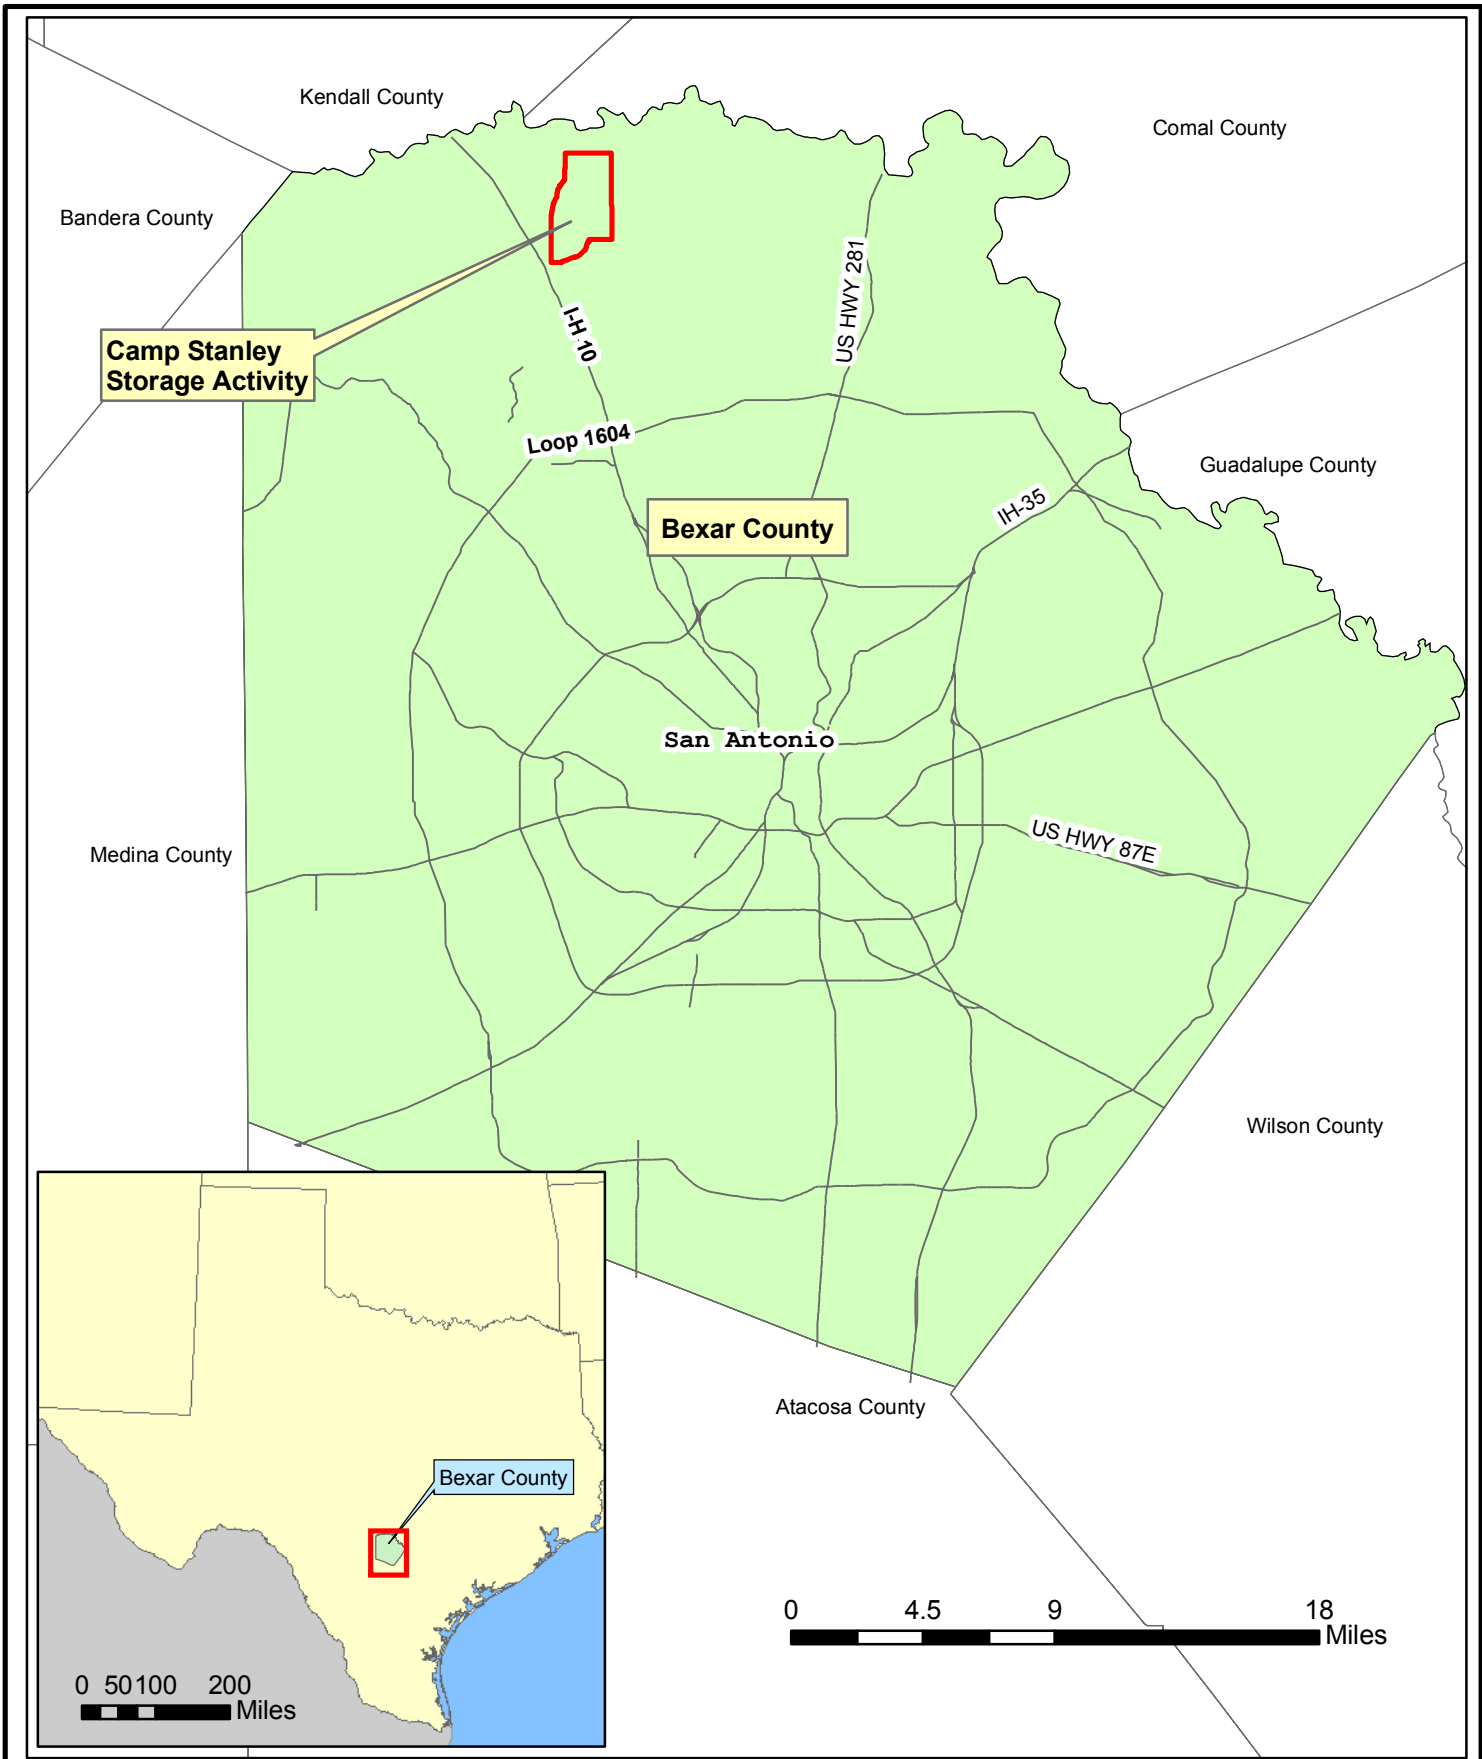 Kendall County
Comal County
Bandera County
US HWY 281
I-H 10
Camp Stanley
Storage Activity
Loop 1604
Guadalupe County
IH-35
Bexar County
San Antonio
US HWY 87E
Medina County
Wilson County
Atacosa County
Bexar County
0 4.5 9 18
Miles
0 50 100 200
Miles